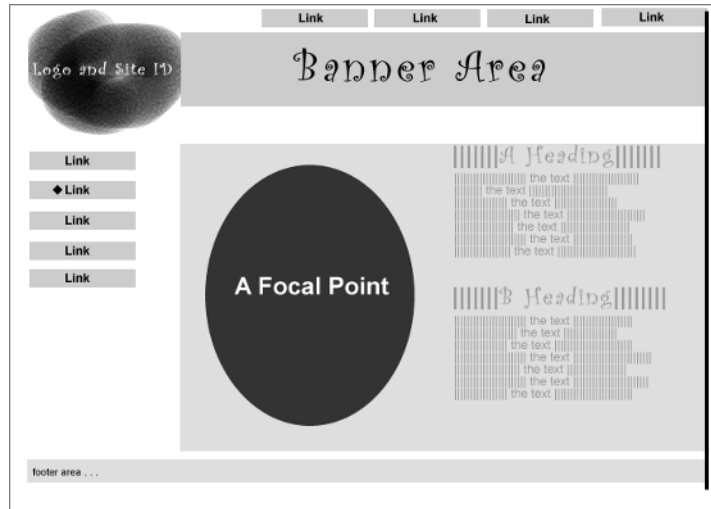 Link
Link
Link
Link
Logo and Site ID
Banner Area
Link
◆Link
Link
Link
Link
A Focal Point
A Heading
the text
the text
the text
the text
the text
the text
the text
B Heading
the text
the text
the text
the text
the text
the text
the text
footer area . . .